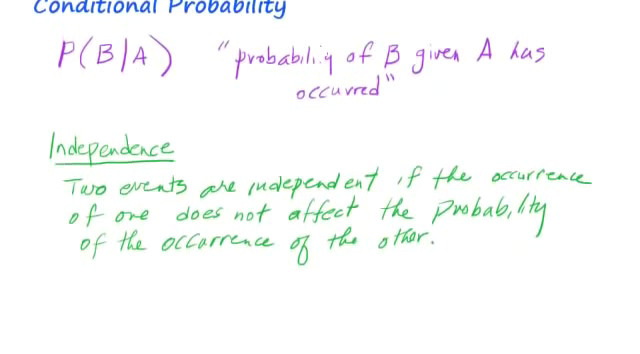 Conditional Probability
P(B/A) "probability of B given A has
occurred"
Independence
Two events are independent if the occurrence
of one does not affect the probability
of the occurrence of the other.